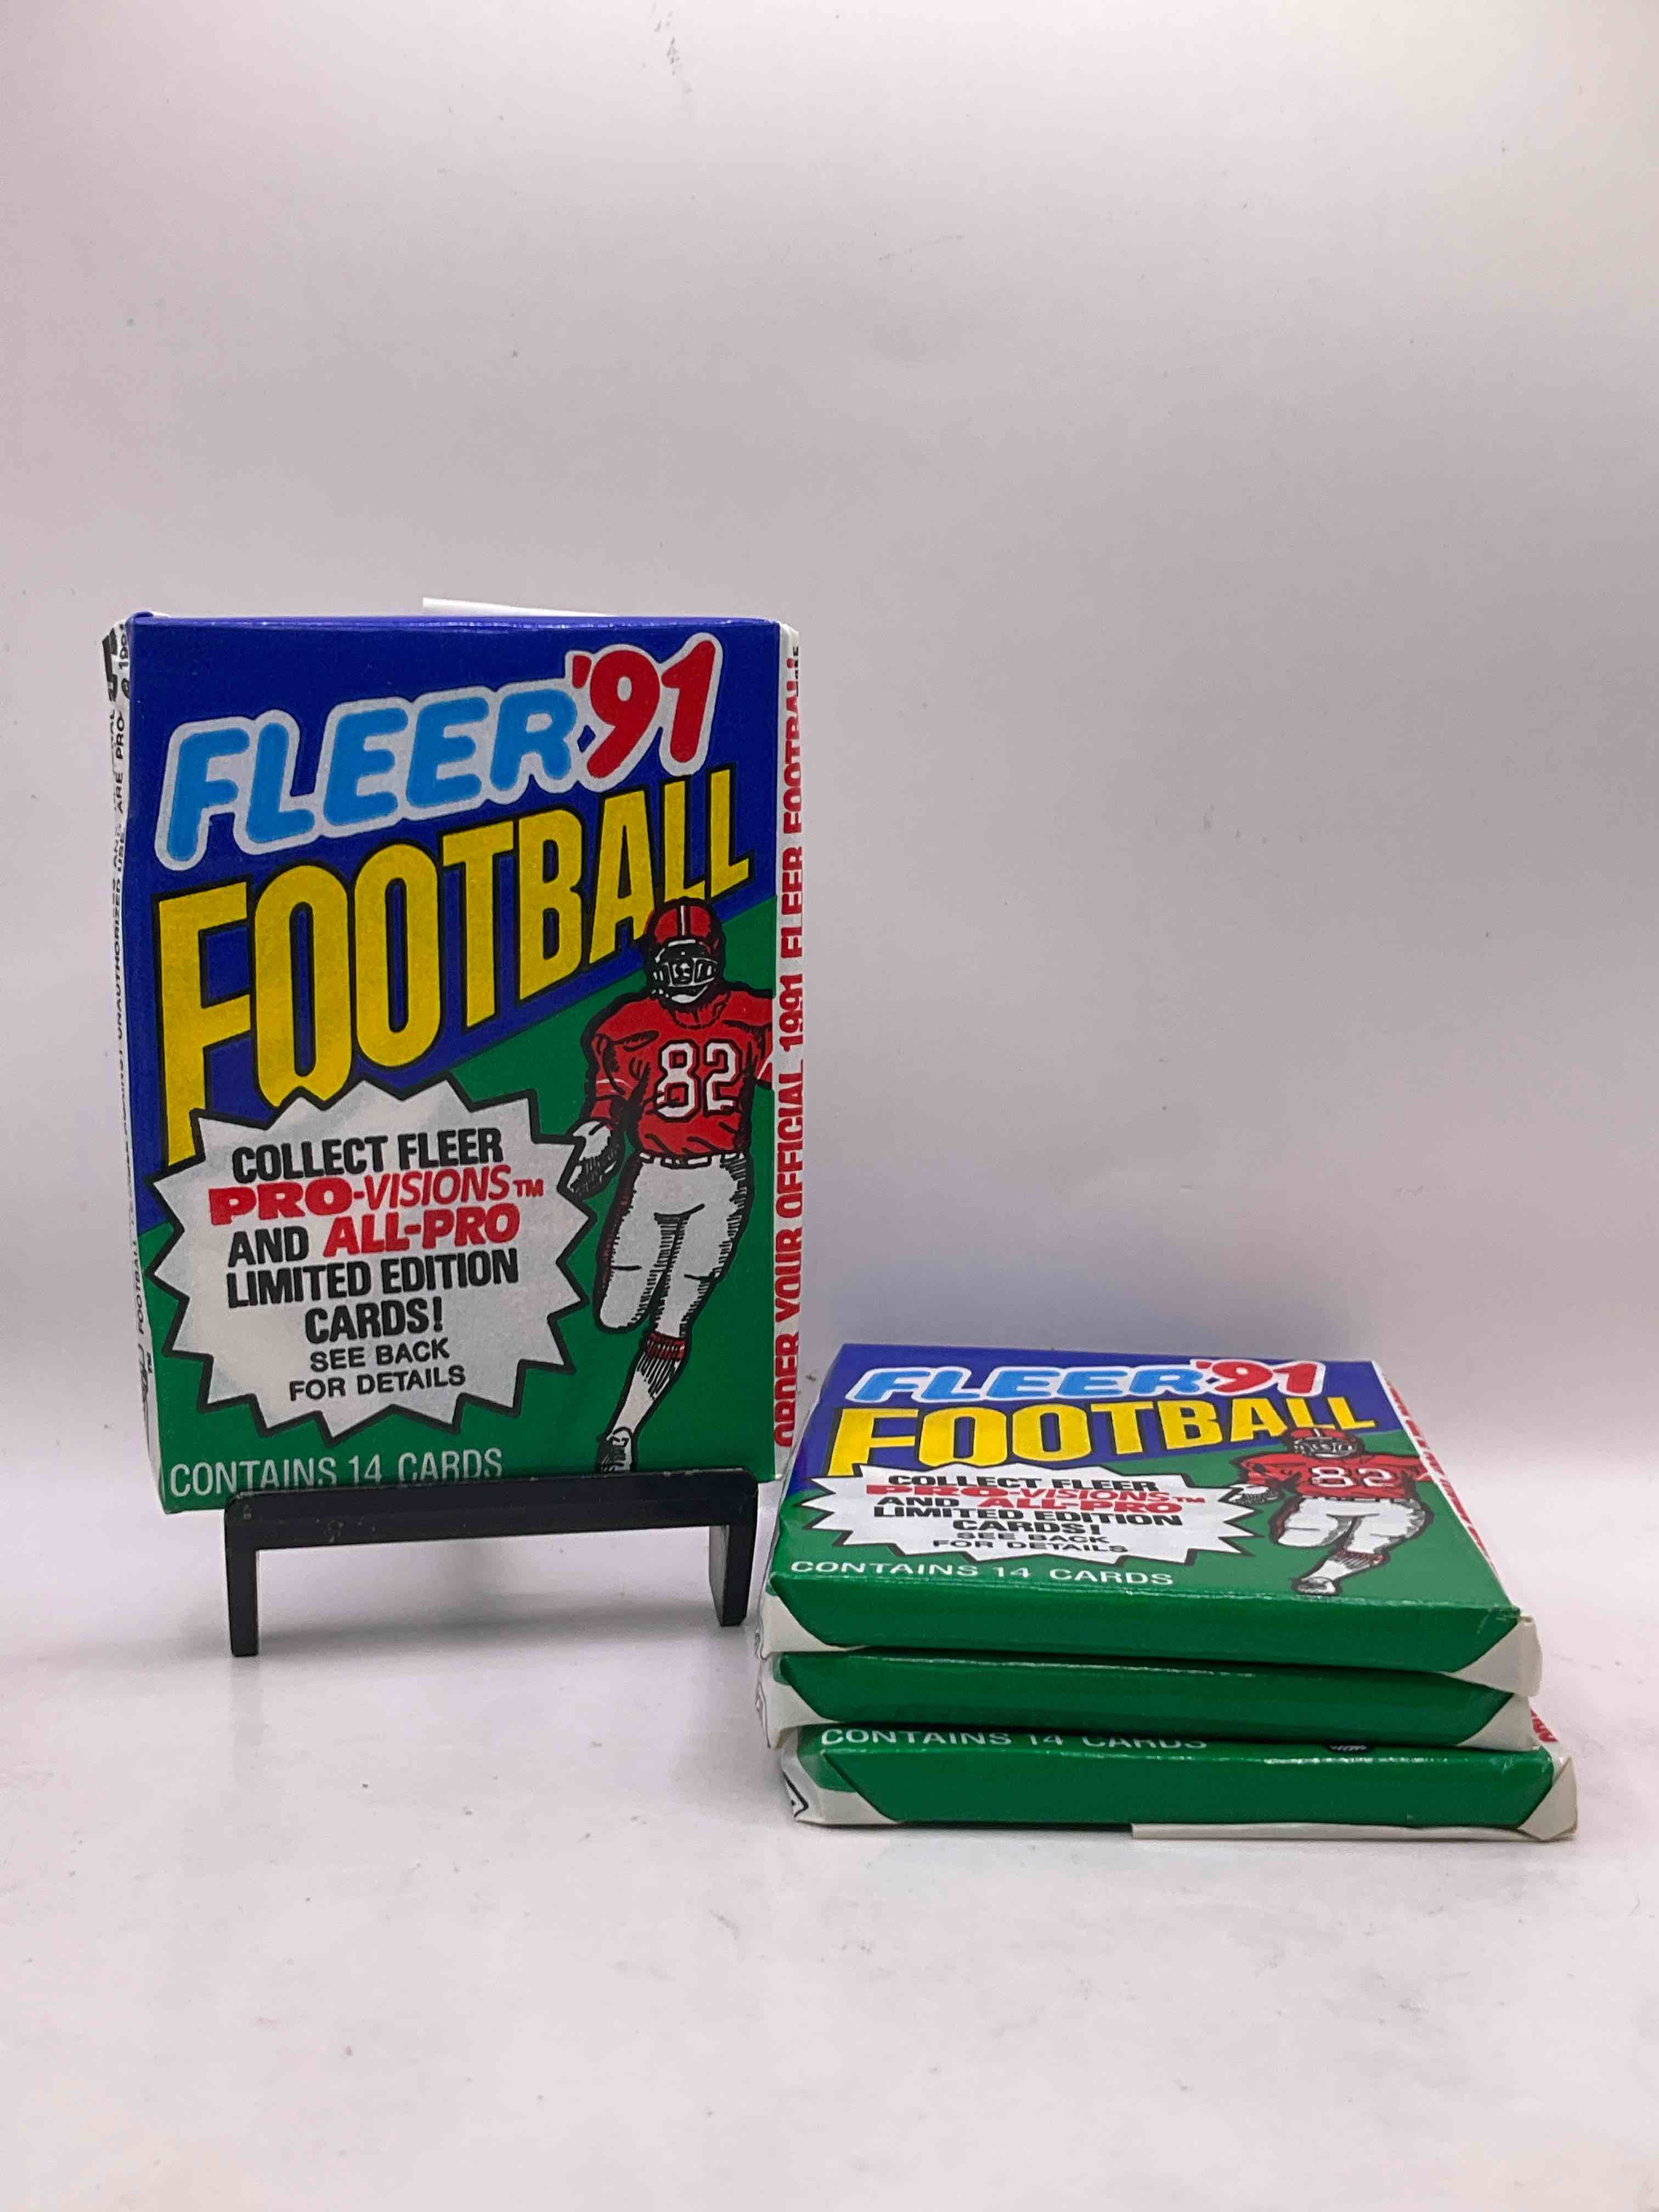 FLEER '91
FOOTBALL
82
COLLECT FLEER
PRO-VISIONS™
AND ALL-PRO
LIMITED EDITION
CARDS!
SEE BACK
FOR DETAILS
CONTAINS 14 CARDS
ORDER YOUR OFFICIAL 1991 FLEER FOOTBALL
FLEER '91
FOOTBALL
82
COLLECT FLEER
PRO-VISIONS™
AND ALL-PRO
LIMITED EDITION
CARDS!
SEE BACK
FOR DETAILS
CONTAINS 14 CARDS
CONTAINS 14 CARDS